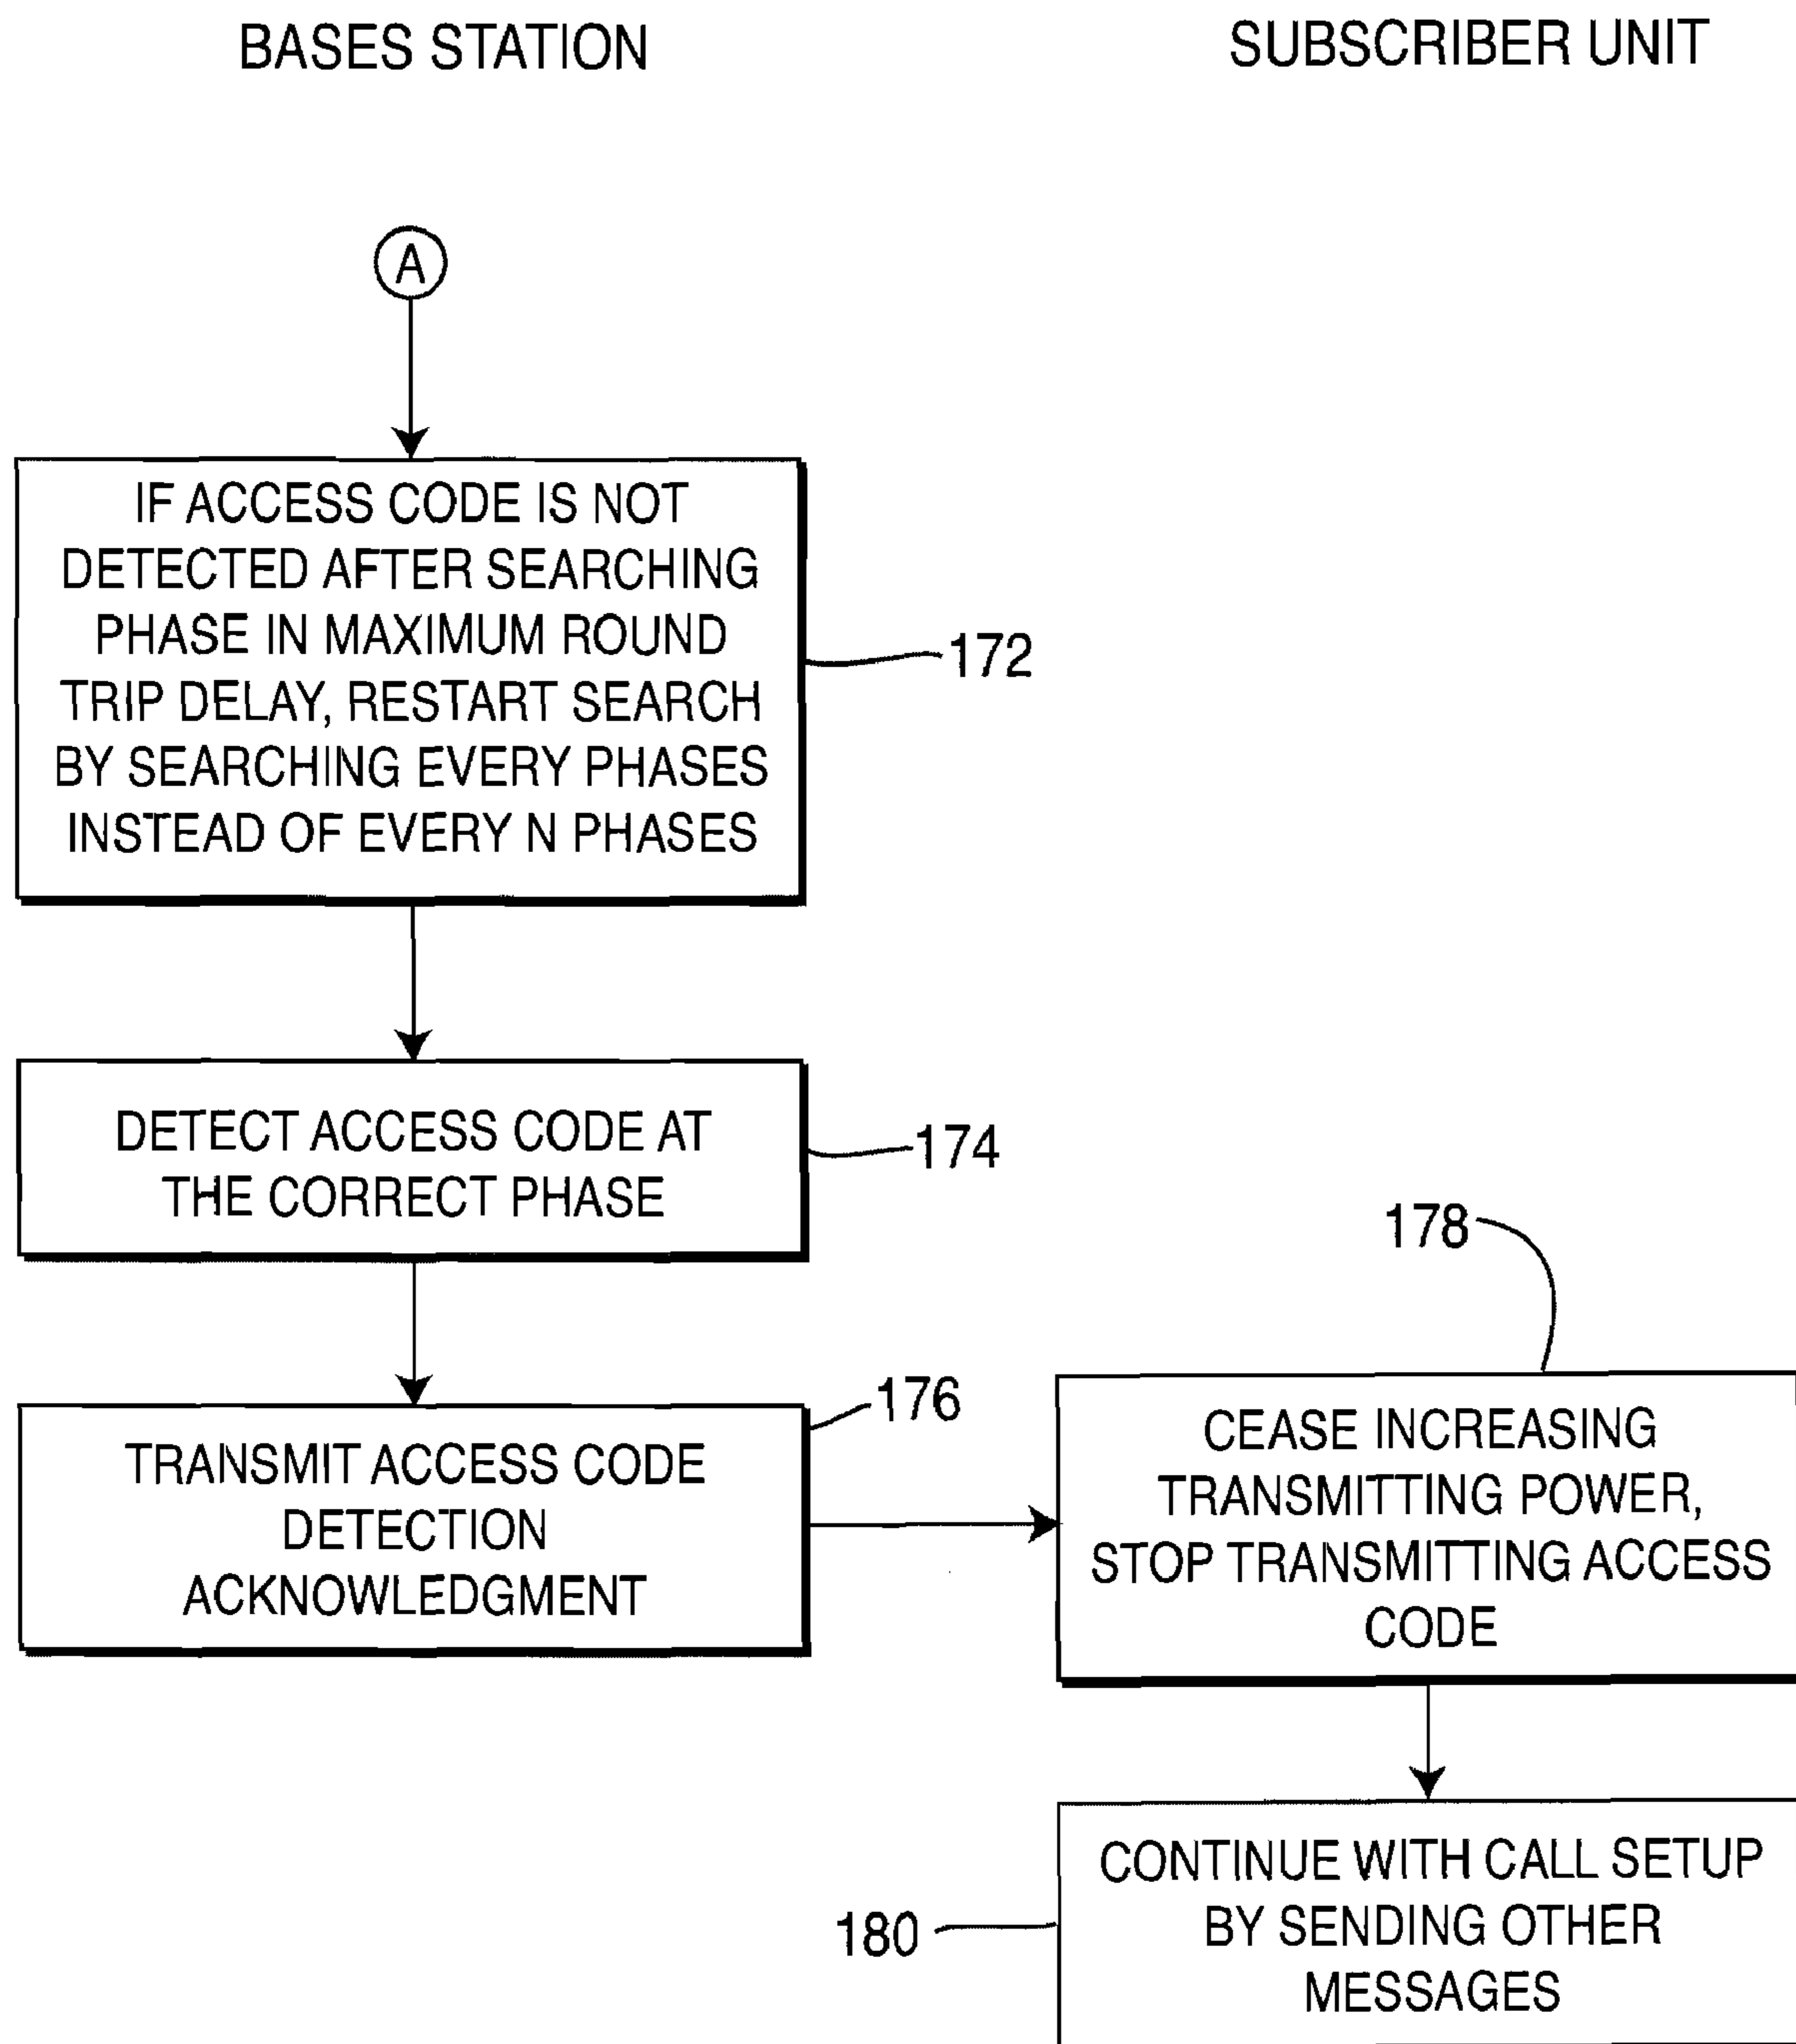 BASES STATION
SUBSCRIBER UNIT
A
IF ACCESS CODE IS NOT
DETECTED AFTER SEARCHING
PHASE IN MAXIMUM ROUND
TRIP DELAY, RESTART SEARCH
BY SEARCHING EVERY PHASES
INSTEAD OF EVERY N PHASES
172
DETECT ACCESS CODE AT
THE CORRECT PHASE
174
TRANSMIT ACCESS CODE
DETECTION
ACKNOWLEDGMENT
176
178
CEASE INCREASING
TRANSMITTING POWER,
STOP TRANSMITTING ACCESS
CODE
CONTINUE WITH CALL SETUP
BY SENDING OTHER
MESSAGES
180